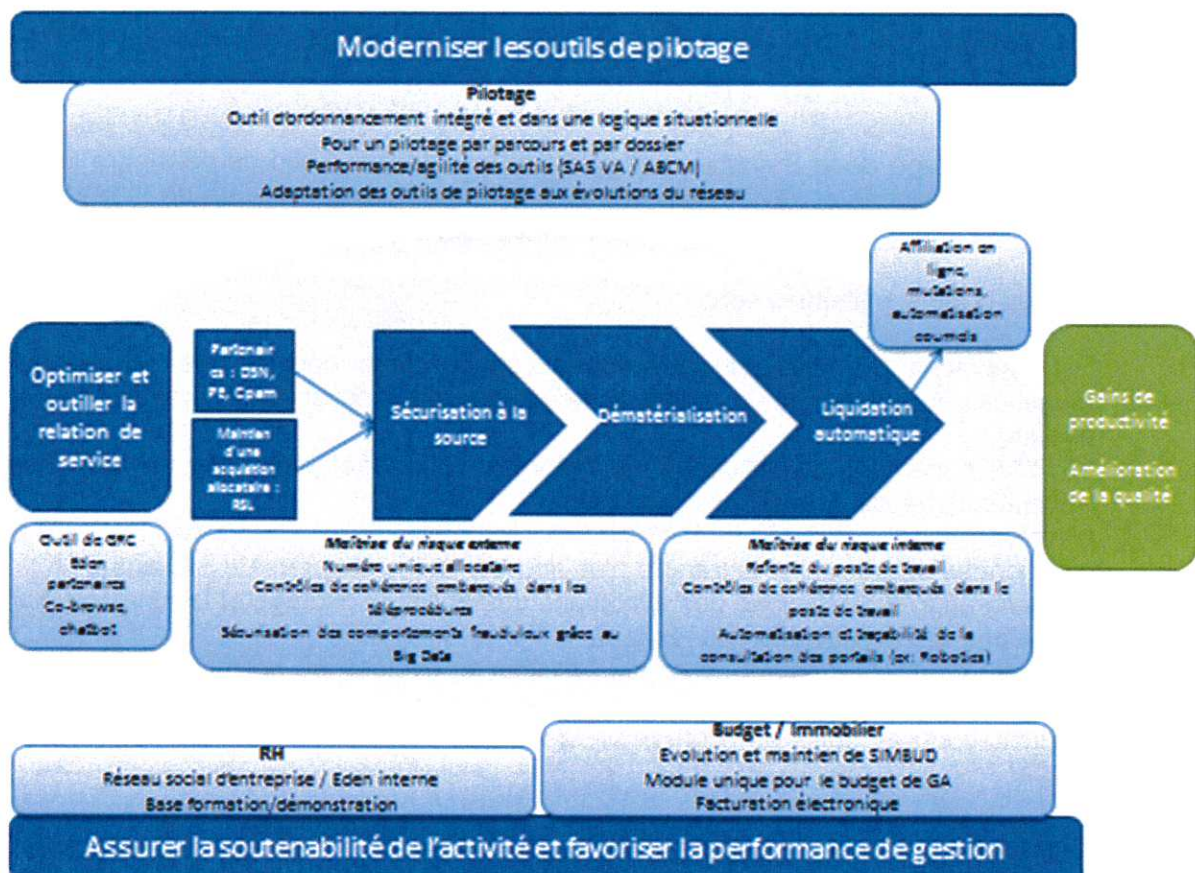 Moderniser les outils de pilotage
Pilotage
Outil d'ordonnancement intégré et dans une logique situationnelle
Pour un pilotage par parcours et par dossier
Performance/agilité des outils (SAS VA / ABCM)
Adaptation des outils de pilotage aux évolutions du réseau
Affiliation en
ligne,
mutations,
automatisation
courriels
Optimiser et
outiller la
relation de
service
Partenair
es : DSN,
PE, Cpam
Maintien
d'une
acquisition
allocataire :
RSL
Sécurisation à la
source
Dématérialisation
Liquidation
automatique
Gains de
productivité
Amélioration
de la qualité
Outil de GRC
Eden
partenaires
Co-browse,
chatbot
Maîtrise du risque externe
Numéro unique allocataire
Contrôles de cohérence embarqués dans les
téléprocédures
Sécurisation des comportements frauduleux grâce au
Big Data
Maîtrise du risque interne
Refonte du poste de travail
Contrôles de cohérence embarqués dans le
poste de travail
Automatisation et traçabilité de la
consultation des portails (ex: Robotics)
RH
Réseau social d'entreprise / Eden interne
Base formation/démonstration
Budget / Immobilier
Evolution et maintien de SIMBUD
Module unique pour le budget de GA
Facturation électronique
Assurer la soutenabilité de l'activité et favoriser la performance de gestion